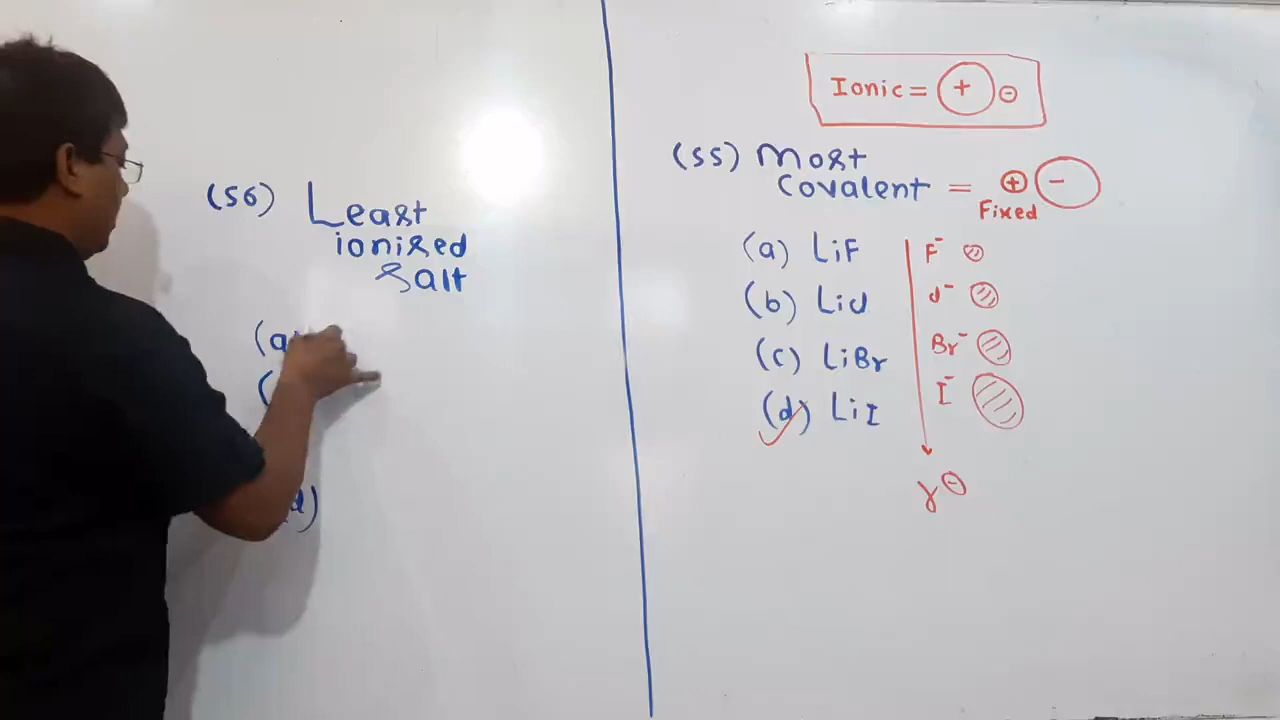 (56) Least
ionized
salt
(a)
(
d)
Ionic = + -
(55) Most
Covalent = + -
Fixed
(a) LiF F-
(b) LiCl Cl-
(c) LiBr Br-
(d) LiI I-
r-